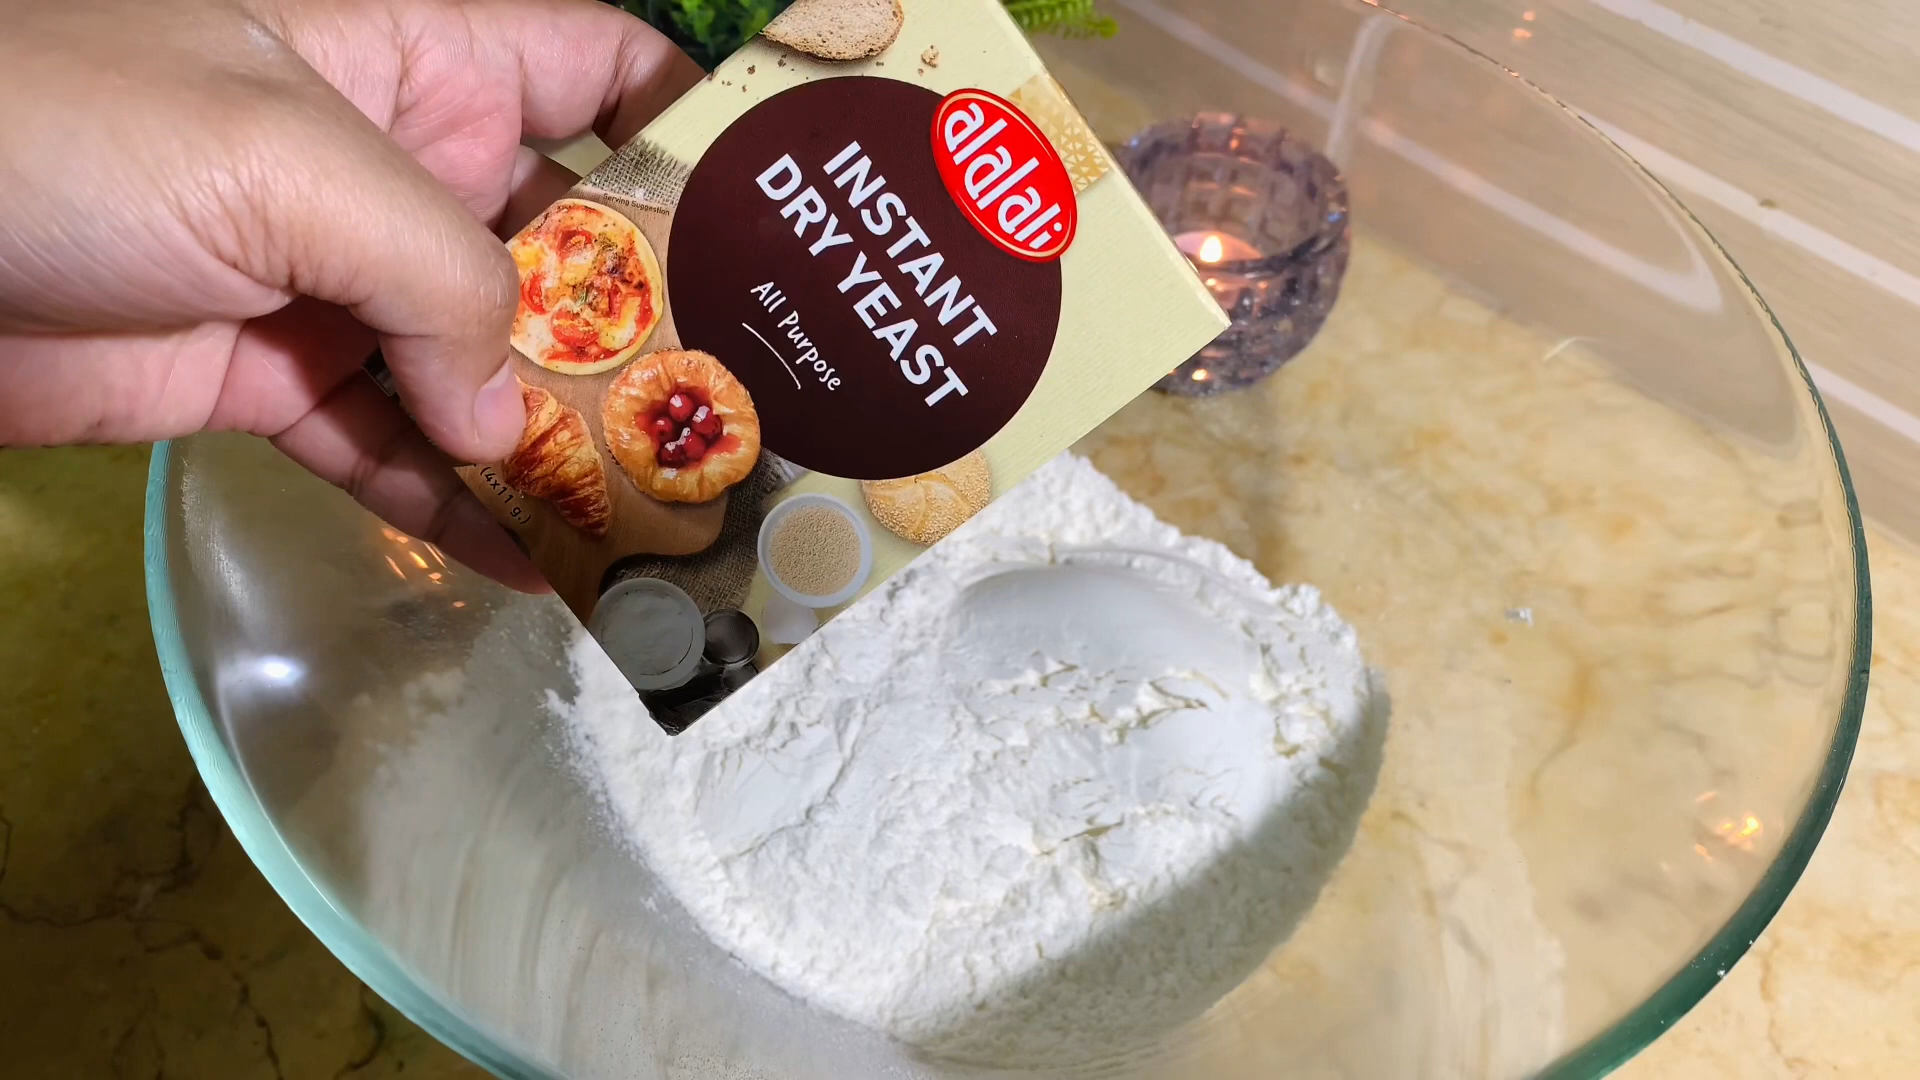 alalali
INSTANT
DRY YEAST
All Purpose
Serving Suggestion
(4x11 g.)